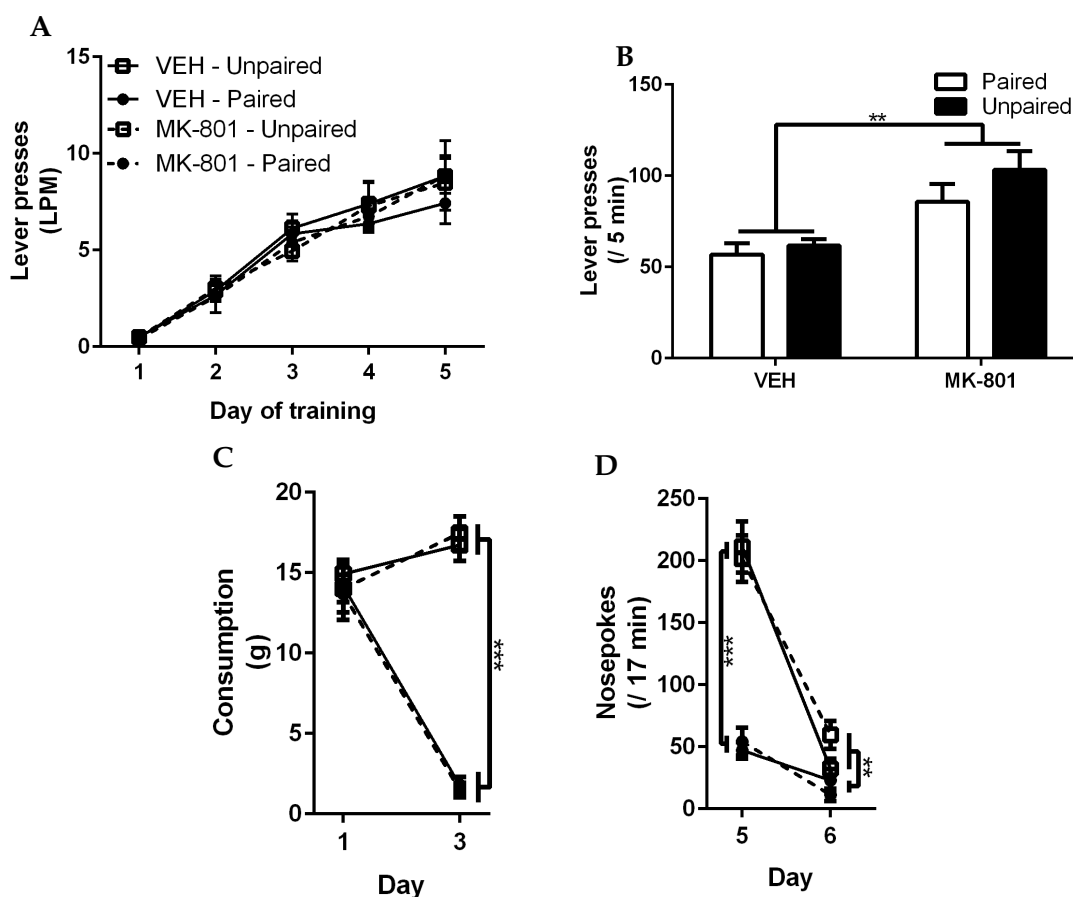 A
15
10
5
0
Lever presses
(LPM)
VEH - Unpaired
VEH - Paired
MK-801 - Unpaired
MK-801 - Paired
1 2 3 4 5
Day of training
B
Paired
Unpaired
150
100
50
0
Lever presses
(/ 5 min)
**
VEH MK-801
C
20
15
10
5
0
Consumption
(g)
***
1 3
Day
D
250
200
150
100
50
0
Nosepokes
(/ 17 min)
***
**
5 6
Day